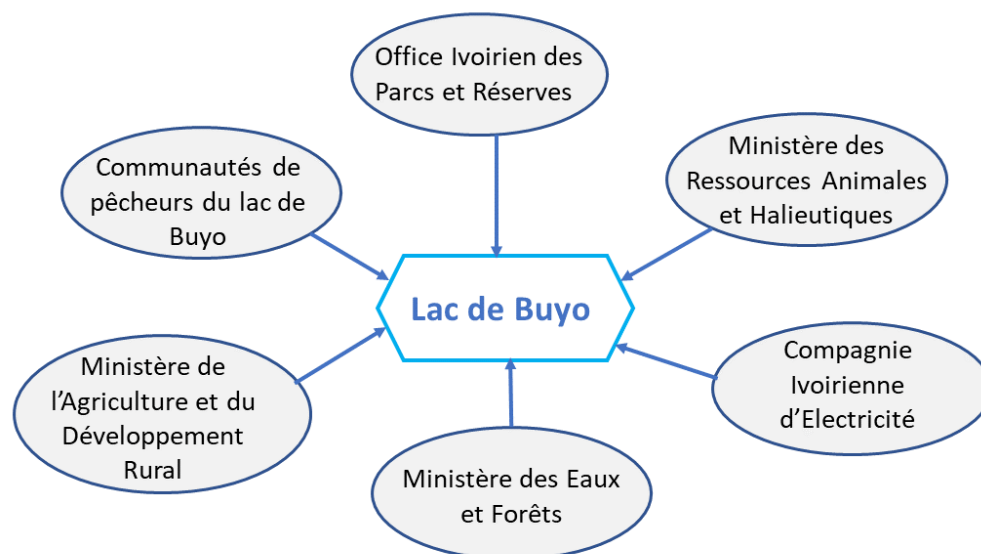 Office Ivoirien des
Parcs et Réserves
Communautés de
pêcheurs du lac de
Buyo
Ministère des
Ressources Animales
et Halieutiques
Lac de Buyo
Ministère de
l’Agriculture et du
Développement
Rural
Compagnie
Ivoirienne
d’Electricité
Ministère des Eaux
et Forêts